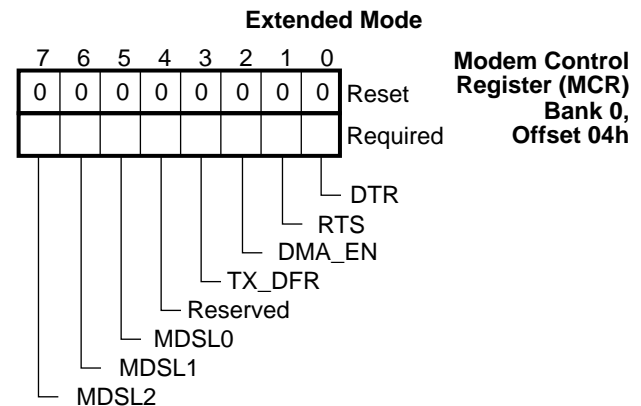 Extended Mode
7 6 5 4 3 2 1 0
Modem Control
Register (MCR)
Bank 0,
Offset 04h
0 0 0 0 0 0 0 0 Reset
Required
DTR
RTS
DMA_EN
TX_DFR
Reserved
MDSL0
MDSL1
MDSL2